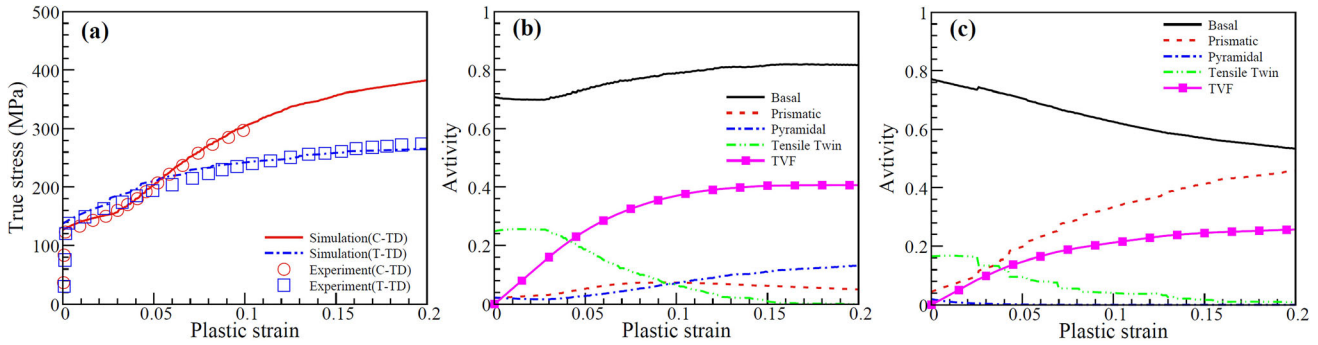 (a)
True stress (MPa)
500
400
300
200
100
0
Simulation(C-TD)
Simulation(T-TD)
Experiment(C-TD)
Experiment(T-TD)
0 0.05 0.1 0.15 0.2
Plastic strain
(b)
Avtivity
1
0.8
0.6
0.4
0.2
0
Basal
Prismatic
Pyramidal
Tensile Twin
TVF
0 0.05 0.1 0.15 0.2
Plastic strain
(c)
Avtivity
1
0.8
0.6
0.4
0.2
0
Basal
Prismatic
Pyramidal
Tensile Twin
TVF
0 0.05 0.1 0.15 0.2
Plastic strain